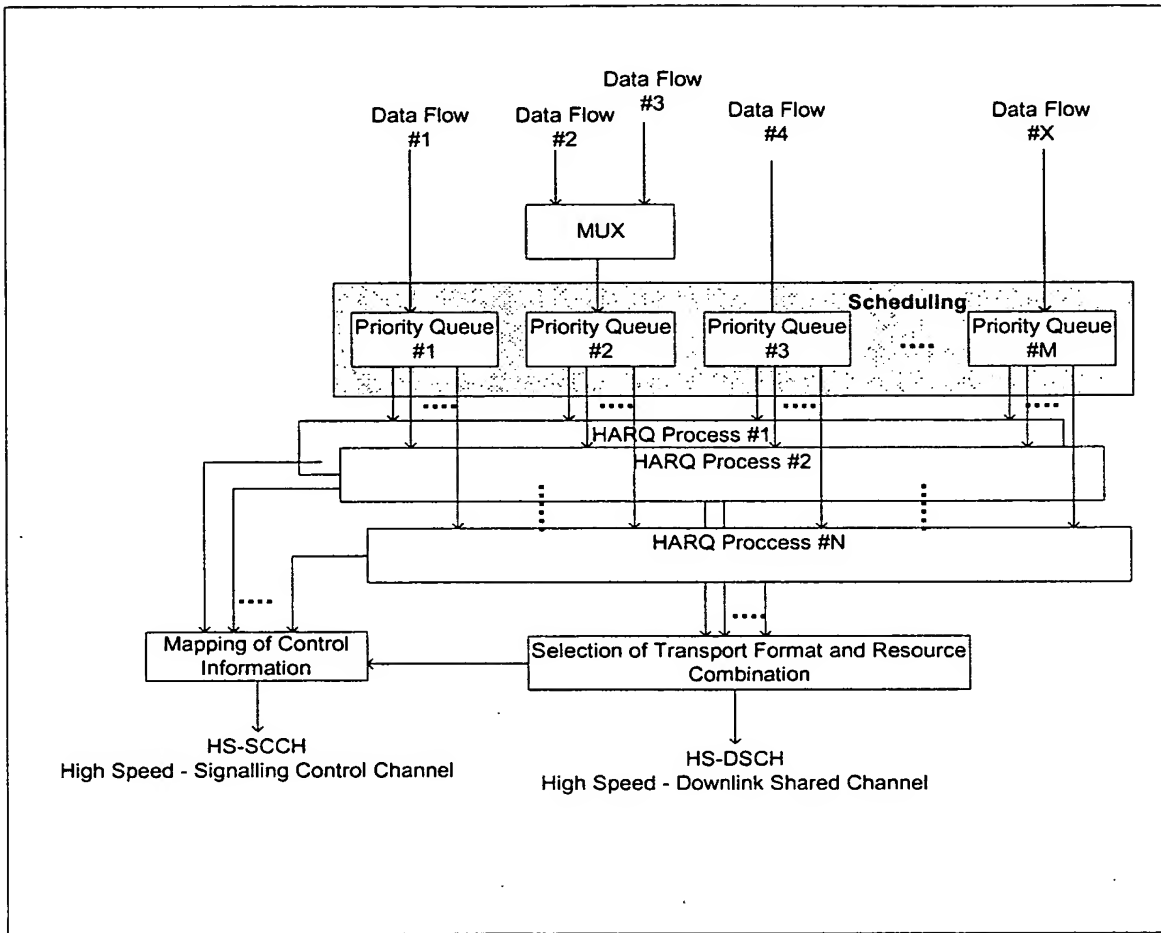 Data Flow
#3
Data Flow
#1
Data Flow
#2
Data Flow
#4
Data Flow
#X
MUX
Scheduling
Priority Queue
#1
Priority Queue
#2
Priority Queue
#3
Priority Queue
#M
HARQ Process #1
HARQ Process #2
HARQ Proccess #N
Mapping of Control
Information
Selection of Transport Format and Resource
Combination
HS-SCCH
High Speed - Signalling Control Channel
HS-DSCH
High Speed - Downlink Shared Channel